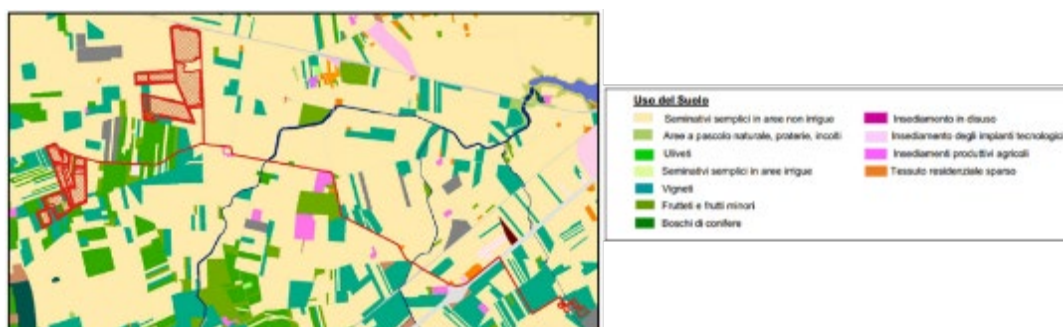 Uso del Suolo
Seminativi semplici in aree non irrigue
Aree a pascolo naturale, praterie, incolti
Uliveti
Seminativi semplici in aree irrigue
Vigneti
Frutteti e frutti minori
Boschi di conifere
Insediamento in disuso
Insediamento degli impianti tecnologic
Insediamenti produttivi agricoli
Tessuto residenziale sparso